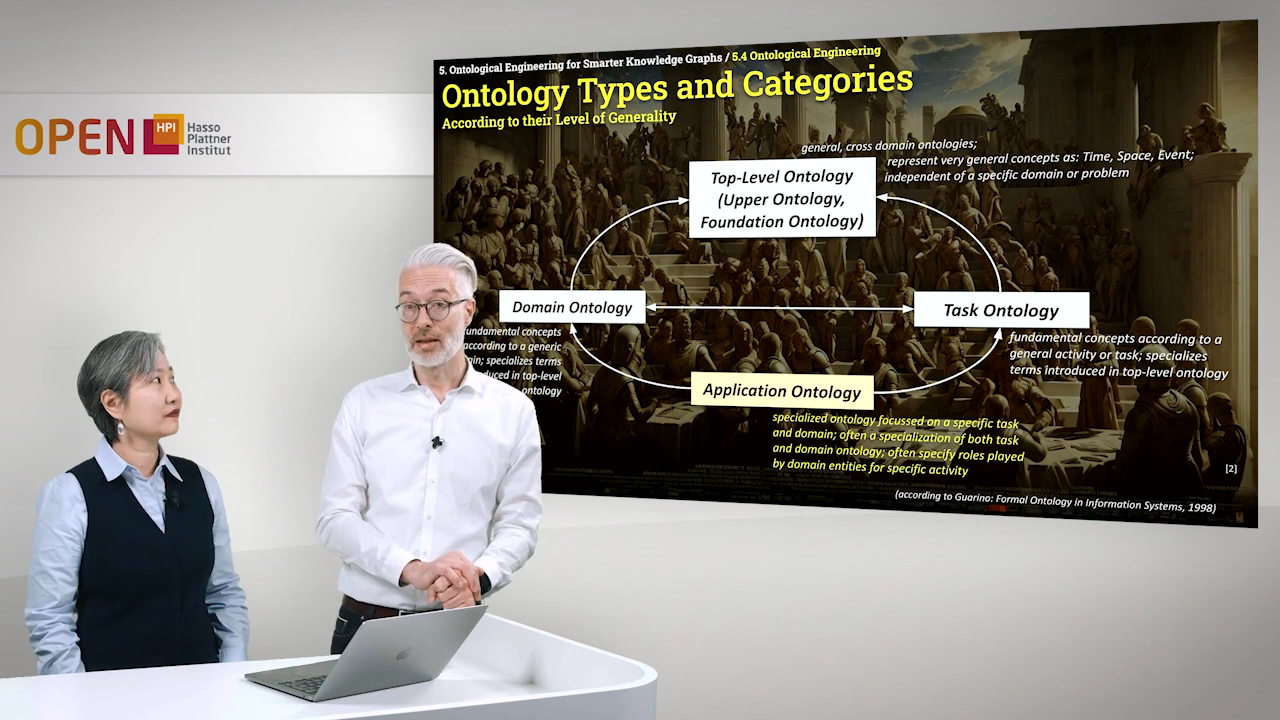 OPEN HPI Hasso
Plattner
Institut
5. Ontological Engineering for Smarter Knowledge Graphs / 5.4 Ontological Engineering
Ontology Types and Categories
According to their Level of Generality
general, cross domain ontologies;
represent very general concepts as: Time, Space, Event;
independent of a specific domain or problem
Top-Level Ontology
(Upper Ontology,
Foundation Ontology)
Domain Ontology
concepts
according to a generic
specializes terms
in top-level
ontology
Task Ontology
fundamental concepts according to a
general activity or task; specializes
terms introduced in top-level ontology
Application Ontology
specialized ontology focussed on a specific task
and domain; often a specialization of both task
and domain ontology; often specify roles played
by domain entities for specific activity
[2]
(according to Guarino: Formal Ontology in Information Systems, 1998)